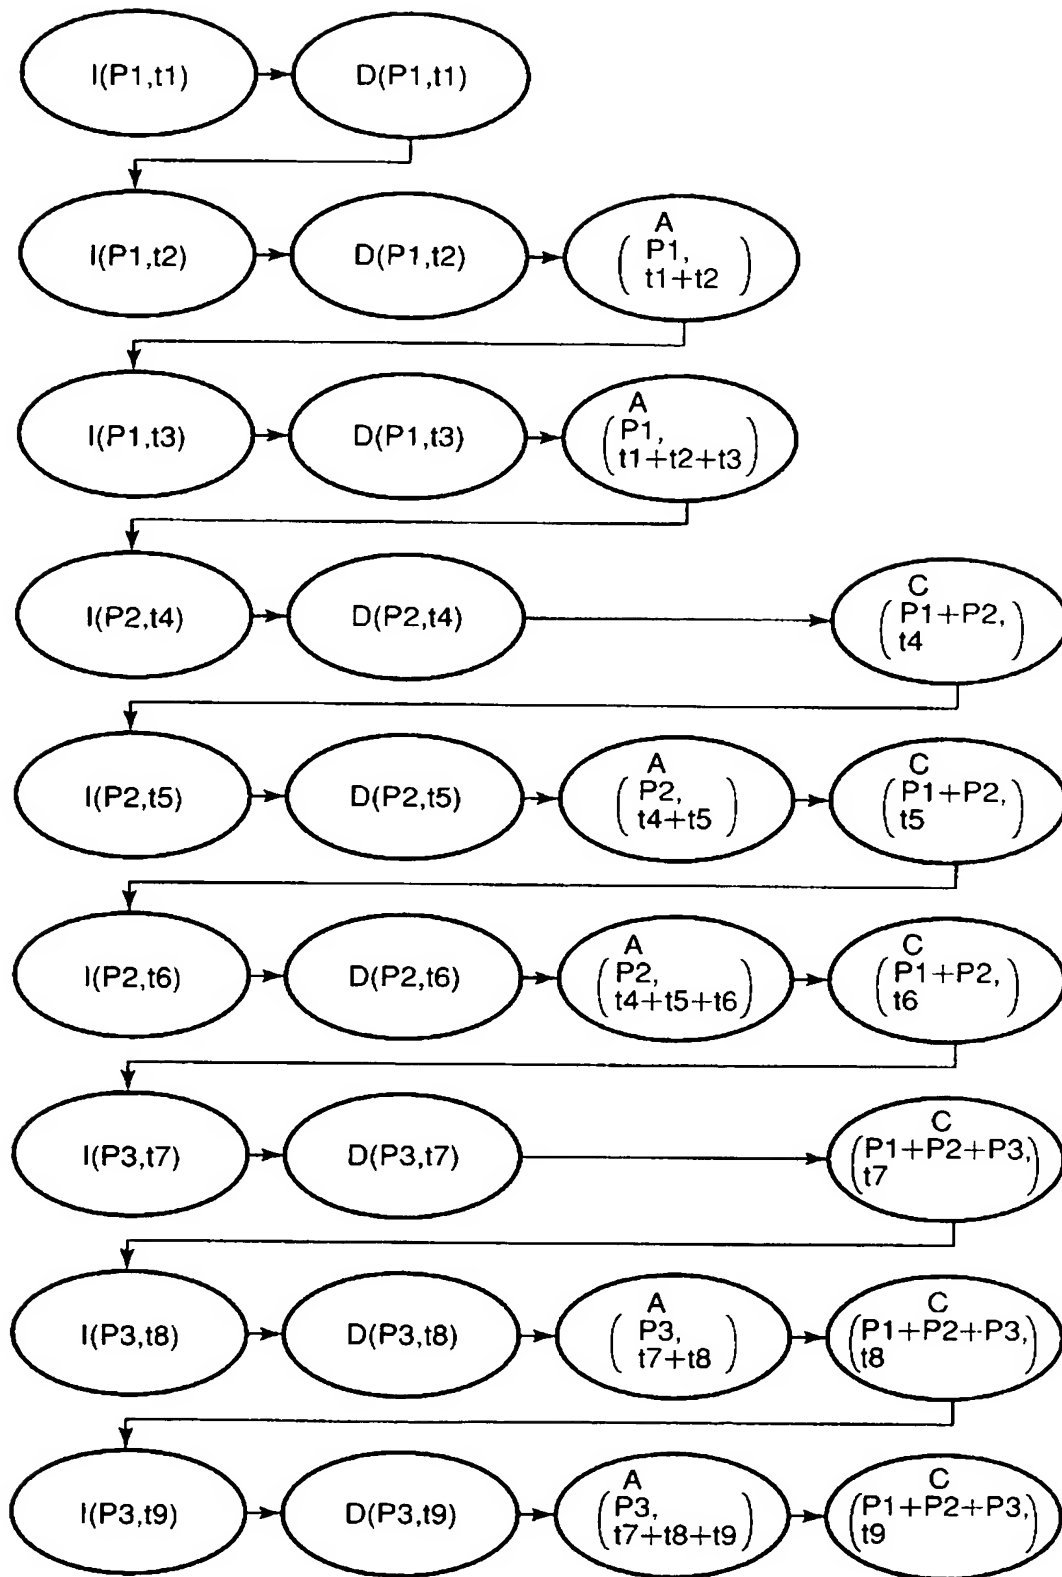 I(P1,t1)
D(P1,t1)
I(P1,t2)
D(P1,t2)
A
(P1,
t1+t2)
I(P1,t3)
D(P1,t3)
A
(P1,
t1+t2+t3)
I(P2,t4)
D(P2,t4)
C
(P1+P2,
t4)
I(P2,t5)
D(P2,t5)
A
(P2,
t4+t5)
C
(P1+P2,
t5)
I(P2,t6)
D(P2,t6)
A
(P2,
t4+t5+t6)
C
(P1+P2,
t6)
I(P3,t7)
D(P3,t7)
C
(P1+P2+P3,
t7)
I(P3,t8)
D(P3,t8)
A
(P3,
t7+t8)
C
(P1+P2+P3,
t8)
I(P3,t9)
D(P3,t9)
A
(P3,
t7+t8+t9)
C
(P1+P2+P3,
t9)